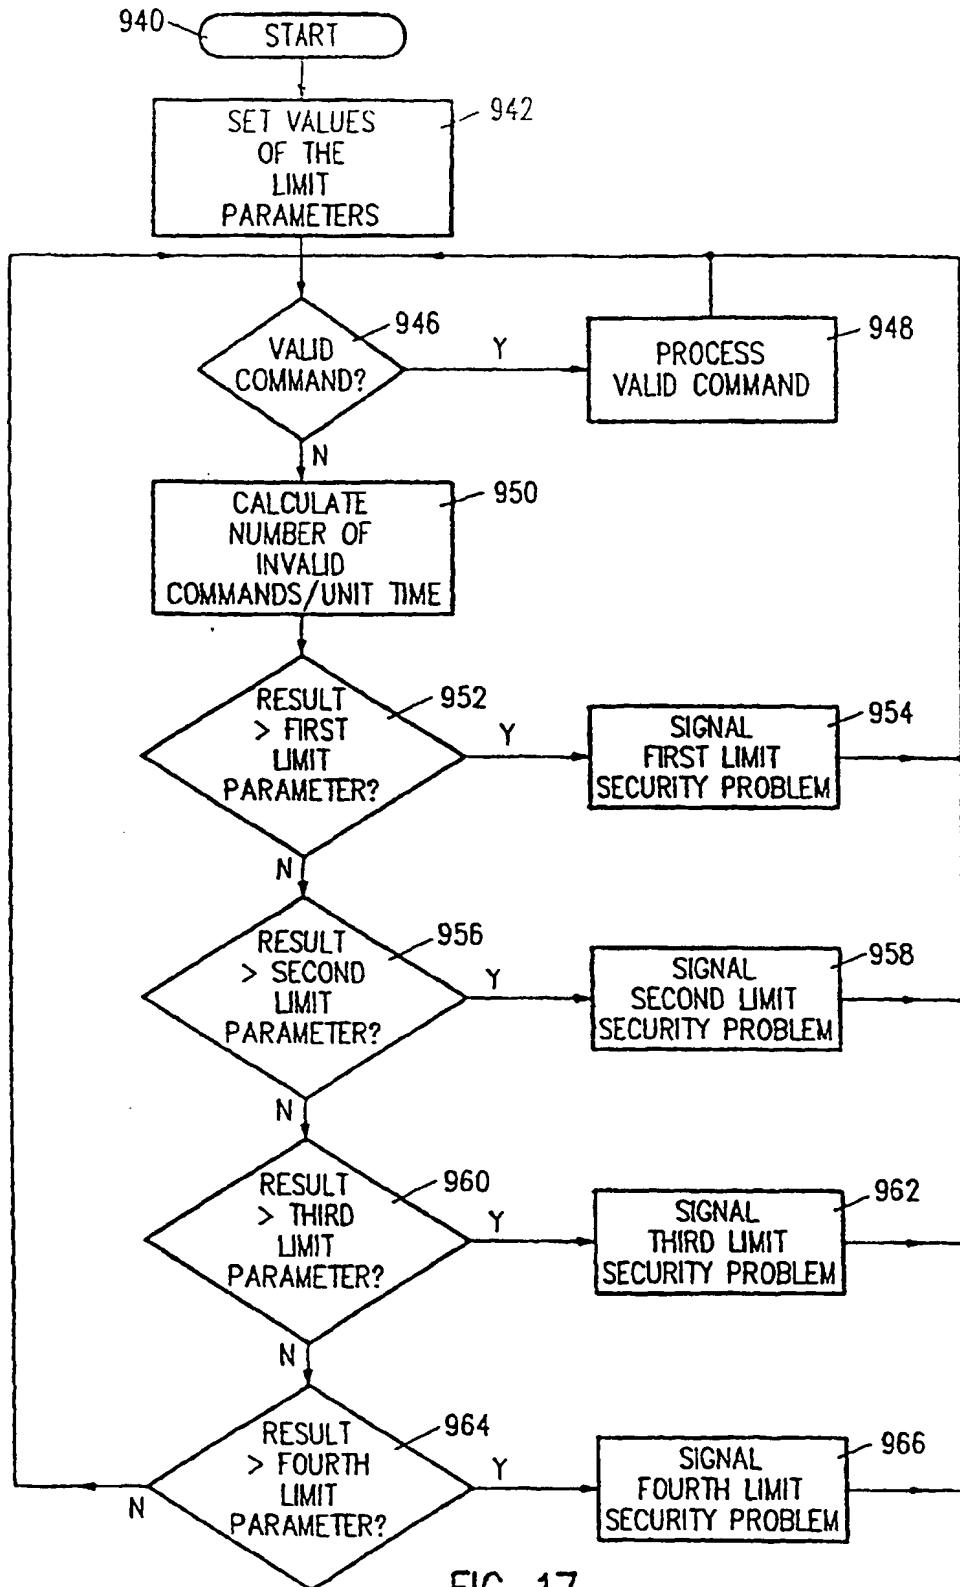 940
START
942
SET VALUES
OF THE
LIMIT
PARAMETERS
946
VALID
COMMAND?
Y
948
PROCESS
VALID COMMAND
N
950
CALCULATE
NUMBER OF
INVALID
COMMANDS/UNIT TIME
952
RESULT
> FIRST
LIMIT
PARAMETER?
Y
954
SIGNAL
FIRST LIMIT
SECURITY PROBLEM
N
956
RESULT
> SECOND
LIMIT
PARAMETER?
Y
958
SIGNAL
SECOND LIMIT
SECURITY PROBLEM
N
960
RESULT
> THIRD
LIMIT
PARAMETER?
Y
962
SIGNAL
THIRD LIMIT
SECURITY PROBLEM
N
964
RESULT
> FOURTH
LIMIT
PARAMETER?
Y
966
SIGNAL
FOURTH LIMIT
SECURITY PROBLEM
N
FIG. 17